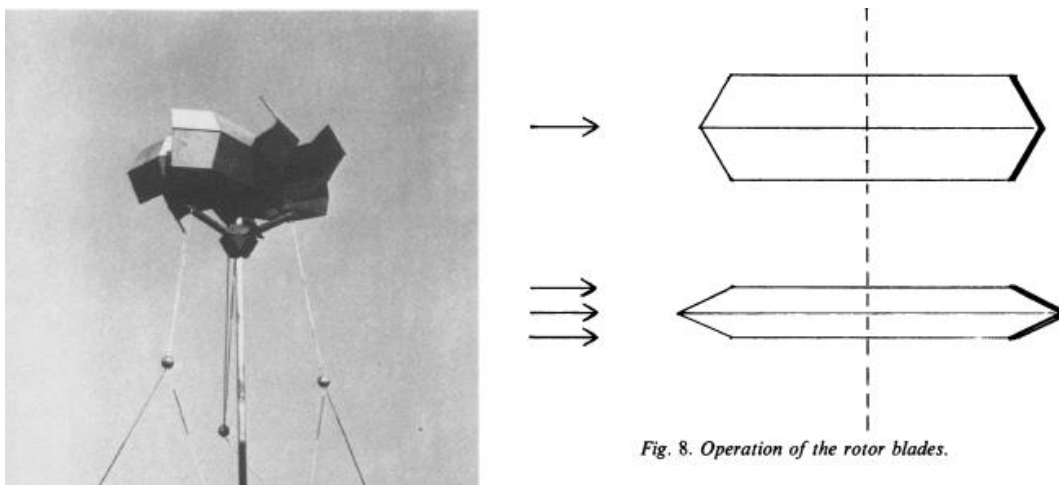 Fig. 8. Operation of the rotor blades.